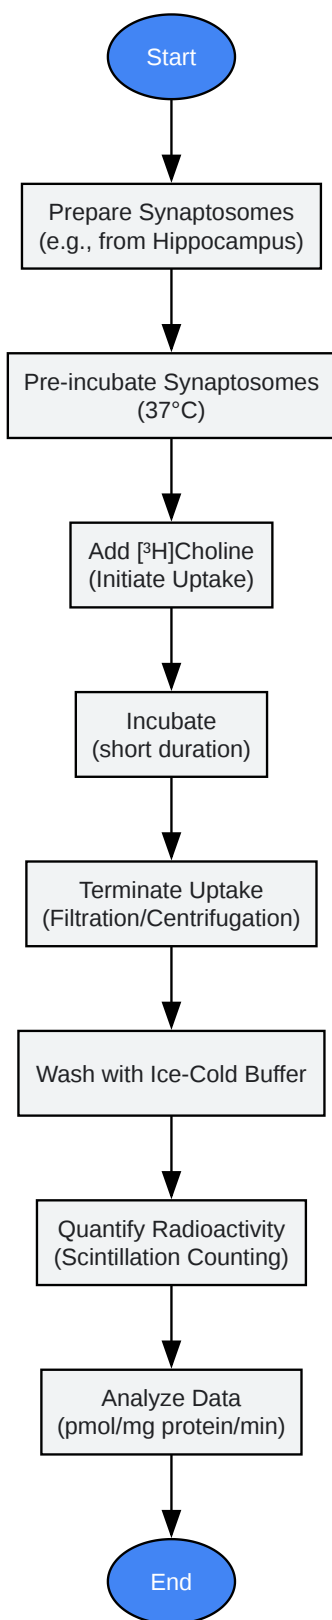 Start
Prepare Synaptosomes
(e.g., from Hippocampus)
Pre-incubate Synaptosomes
(37°C)
Add [³H]Choline
(Initiate Uptake)
Incubate
(short duration)
Terminate Uptake
(Filtration/Centrifugation)
Wash with Ice-Cold Buffer
Quantify Radioactivity
(Scintillation Counting)
Analyze Data
(pmol/mg protein/min)
End